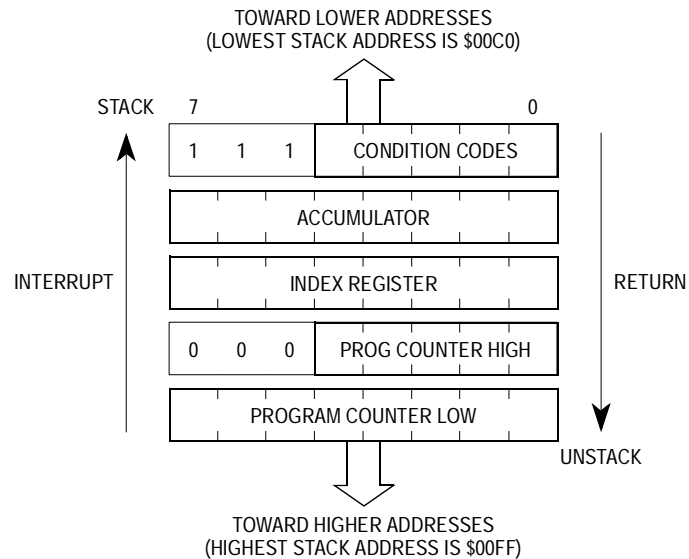 TOWARD LOWER ADDRESSES
(LOWEST STACK ADDRESS IS $00C0)
STACK 7 0
1 1 1 CONDITION CODES
ACCUMULATOR
INTERRUPT INDEX REGISTER RETURN
0 0 0 PROG COUNTER HIGH
PROGRAM COUNTER LOW
UNSTACK
TOWARD HIGHER ADDRESSES
(HIGHEST STACK ADDRESS IS $00FF)